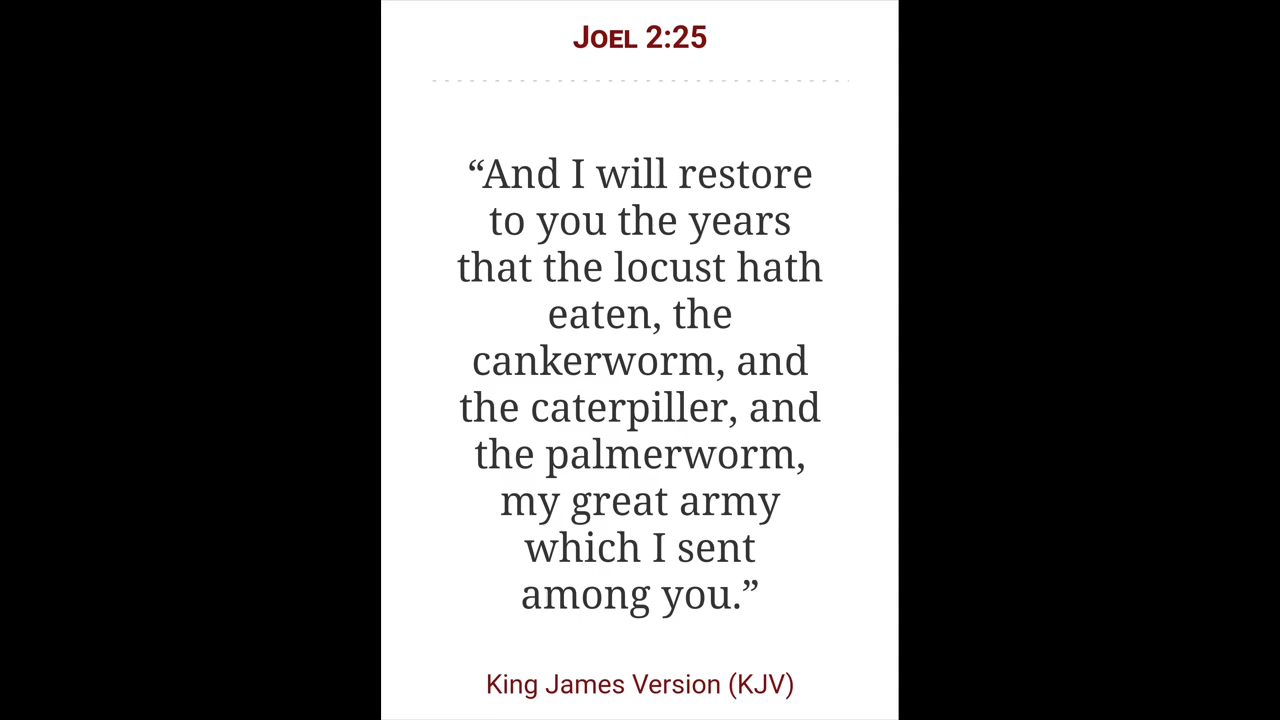 Joel 2:25
“And I will restore
to you the years
that the locust hath
eaten, the
cankerworm, and
the caterpiller, and
the palmerworm,
my great army
which I sent
among you.”
King James Version (KJV)